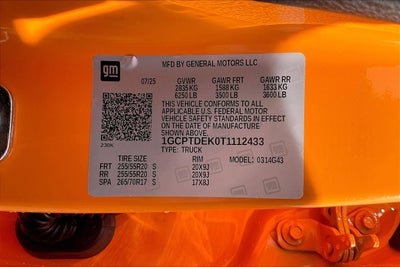 gm
MFD BY GENERAL MOTORS LLC
07/25 GVWR GAWR FRT GAWR RR
2835 KG 1588 KG 1633 KG
6250 LB 3500 LB 3600 LB
THIS VEHICLE CONFORMS TO ALL
APPLICABLE U.S. FEDERAL MOTOR
VEHICLE SAFETY STANDARDS IN EFFECT
ON THE DATE OF MANUFACTURE
SHOWN ABOVE.
1GCPTDEK0T1112433
TYPE: TRUCK
TIRE SIZE RIM MODEL: 0314G43
FRT 255/55R20 S 20X9J
RR 255/55R20 S 20X9J
SPA 265/70R17 S 17X8J